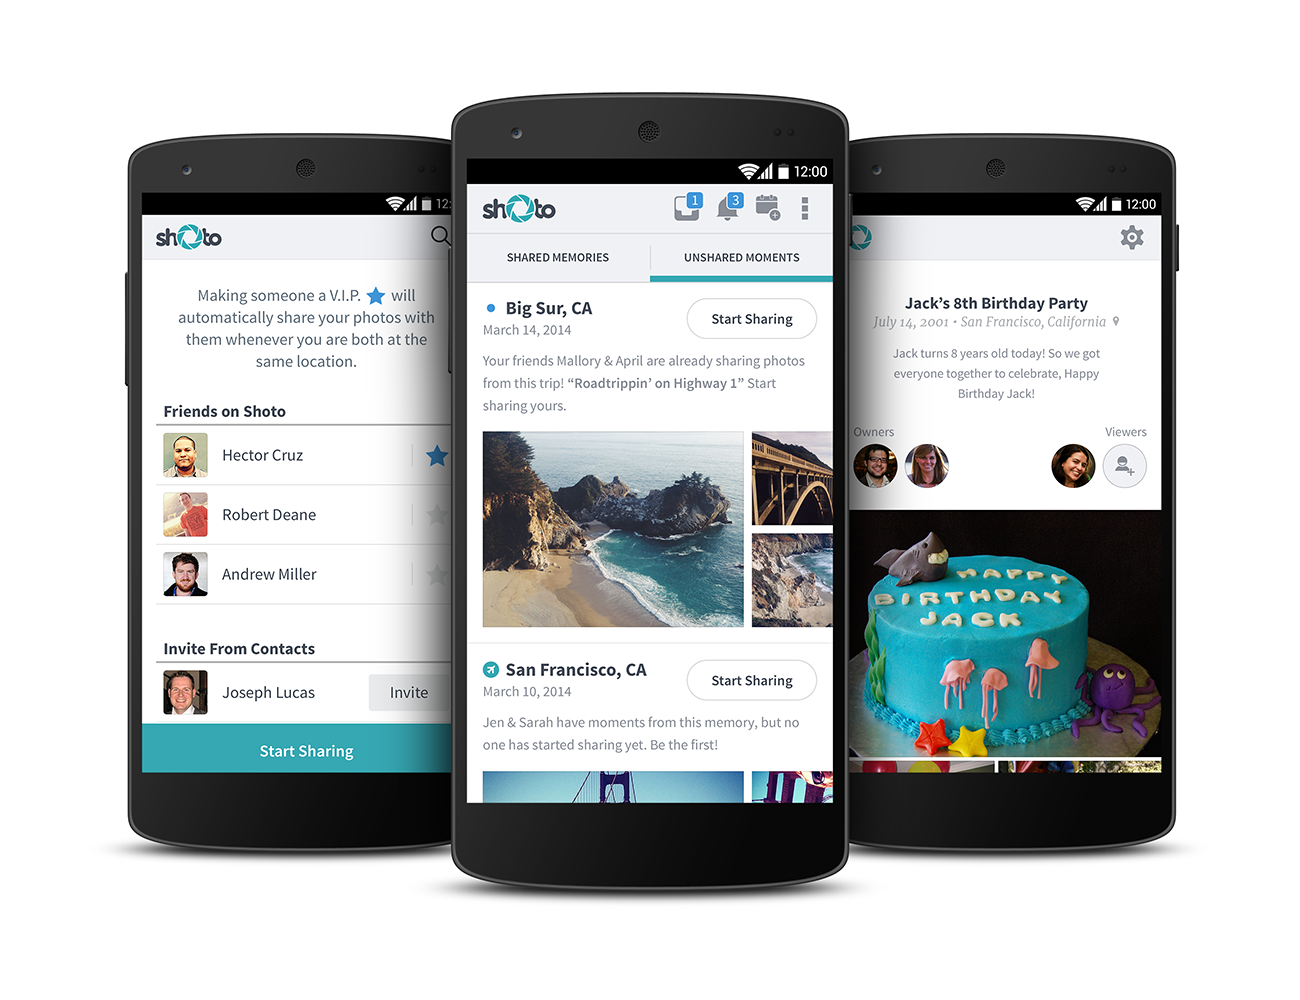 12:
shoto
Making someone a V.I.P. ★ will
automatically share your photos with
them whenever you are both at the
same location.
Friends on Shoto
Hector Cruz
Robert Deane
Andrew Miller
Invite From Contacts
Joseph Lucas
Invite
Start Sharing
12:00
shoto
1
3
SHARED MEMORIES
UNSHARED MOMENTS
Big Sur, CA
March 14, 2014
Start Sharing
Your friends Mallory & April are already sharing photos
from this trip! “Roadtrippin’ on Highway 1” Start
sharing yours.
San Francisco, CA
March 10, 2014
Start Sharing
Jen & Sarah have moments from this memory, but no
one has started sharing yet. Be the first!
12:00
to
Jack’s 8th Birthday Party
July 14, 2001 • San Francisco, California
Jack turns 8 years old today! So we got
everyone together to celebrate, Happy
Birthday Jack!
Owners
Viewers
HAPPY
BIRTHDAY
JACK